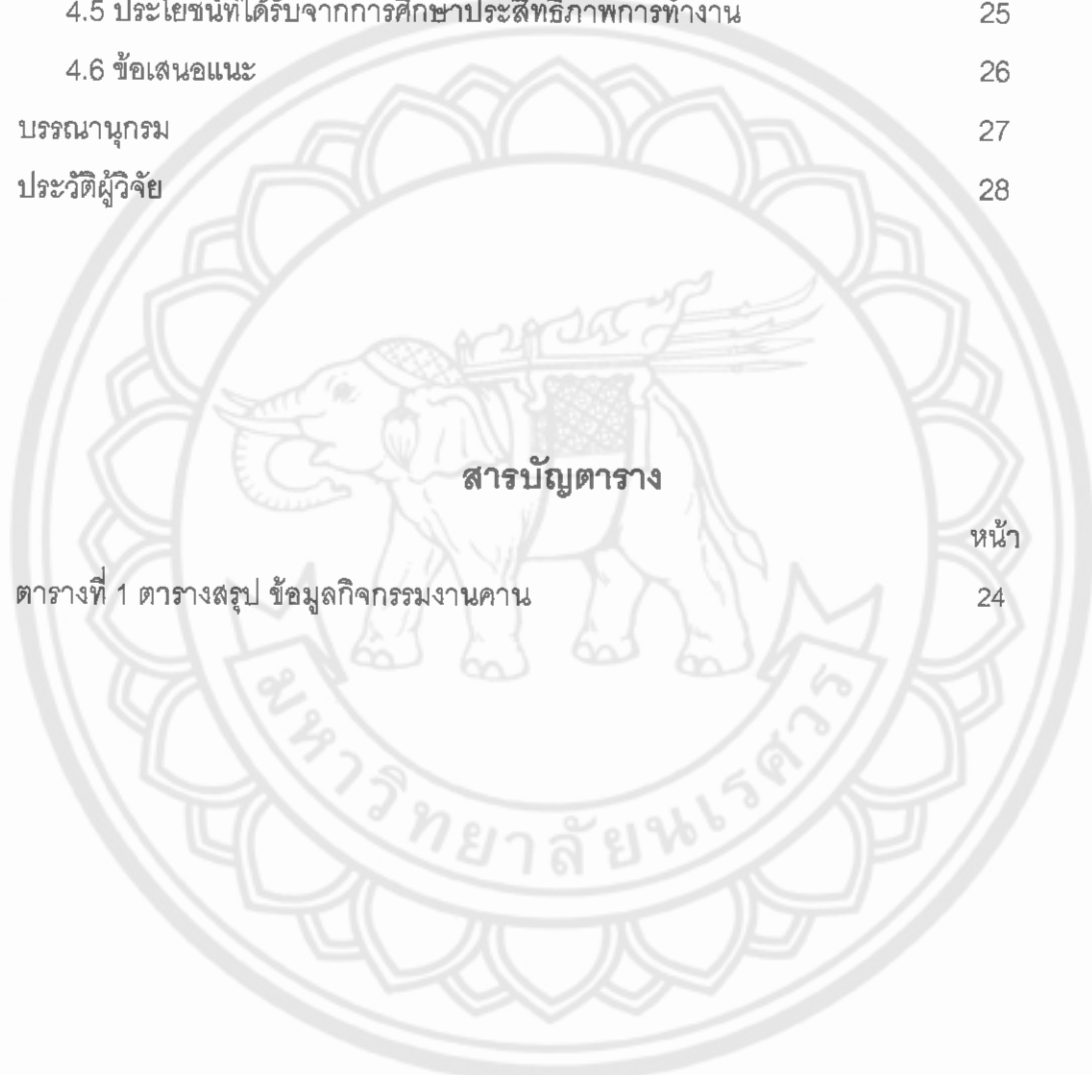 4.5 ประโยชน์ที่ได้รับจากการศึกษาประสิทธิภาพการทำงาน 25
4.6 ข้อเสนอแนะ 26
บรรณานุกรม 27
ประวัติผู้วิจัย 28
สารบัญตาราง
หน้า
ตารางที่ 1 ตารางสรุป ข้อมูลกิจกรรมงานคาน 24
มหาวิทยาลัยนเรศวร